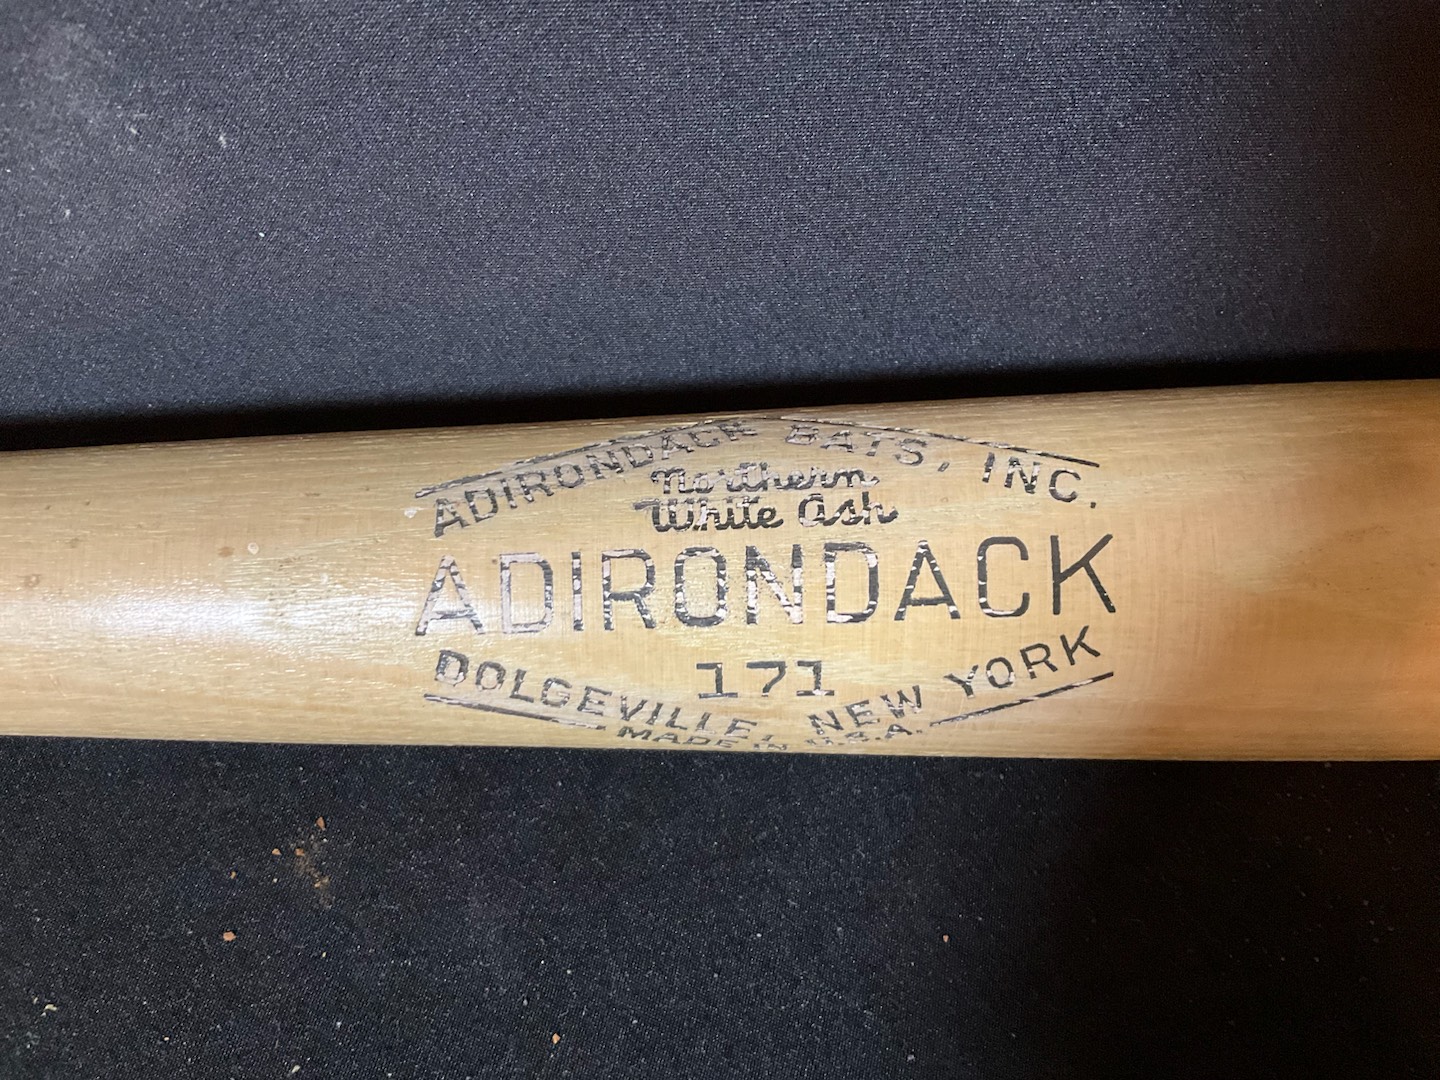 ADIRONDACK BATS, INC.
Northern
White Ash
ADIRONDACK
171
DOLGEVILLE, NEW YORK
MADE IN U.S.A.